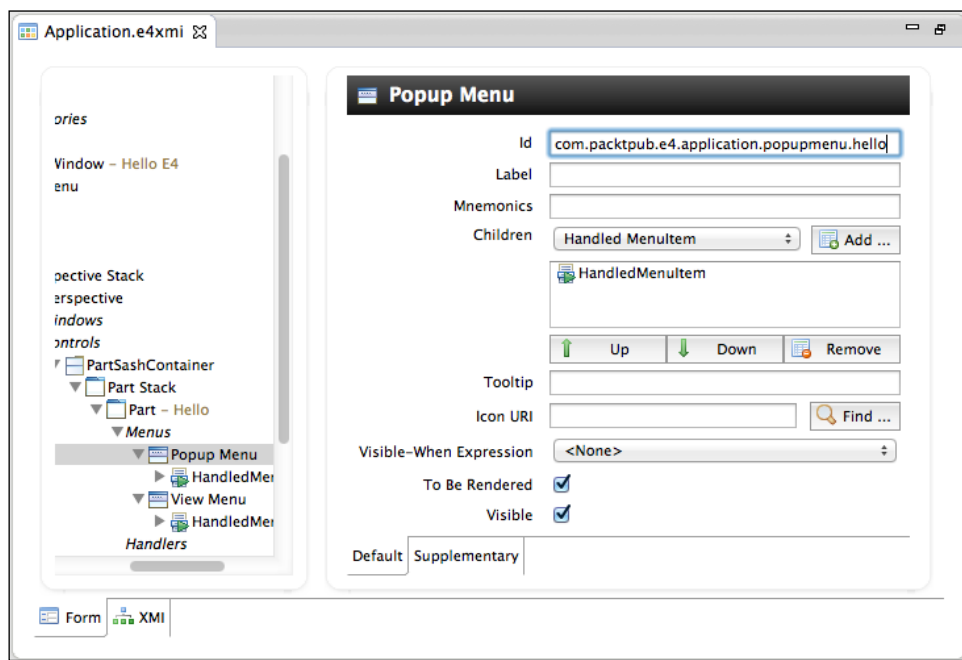 Application.e4xmi
ories
Window – Hello E4
enu
pective Stack
erspective
indows
ontrols
PartSashContainer
Part Stack
Part – Hello
Menus
Popup Menu
HandledMe
View Menu
HandledMe
Handlers
Popup Menu
Id com.packtpub.e4.application.popupmenu.hello
Label
Mnemonics
Children Handled MenuItem Add ...
HandledMenuItem
Up Down Remove
Tooltip
Icon URI Find ...
Visible-When Expression <None>
To Be Rendered
Visible
Default Supplementary
Form XMI